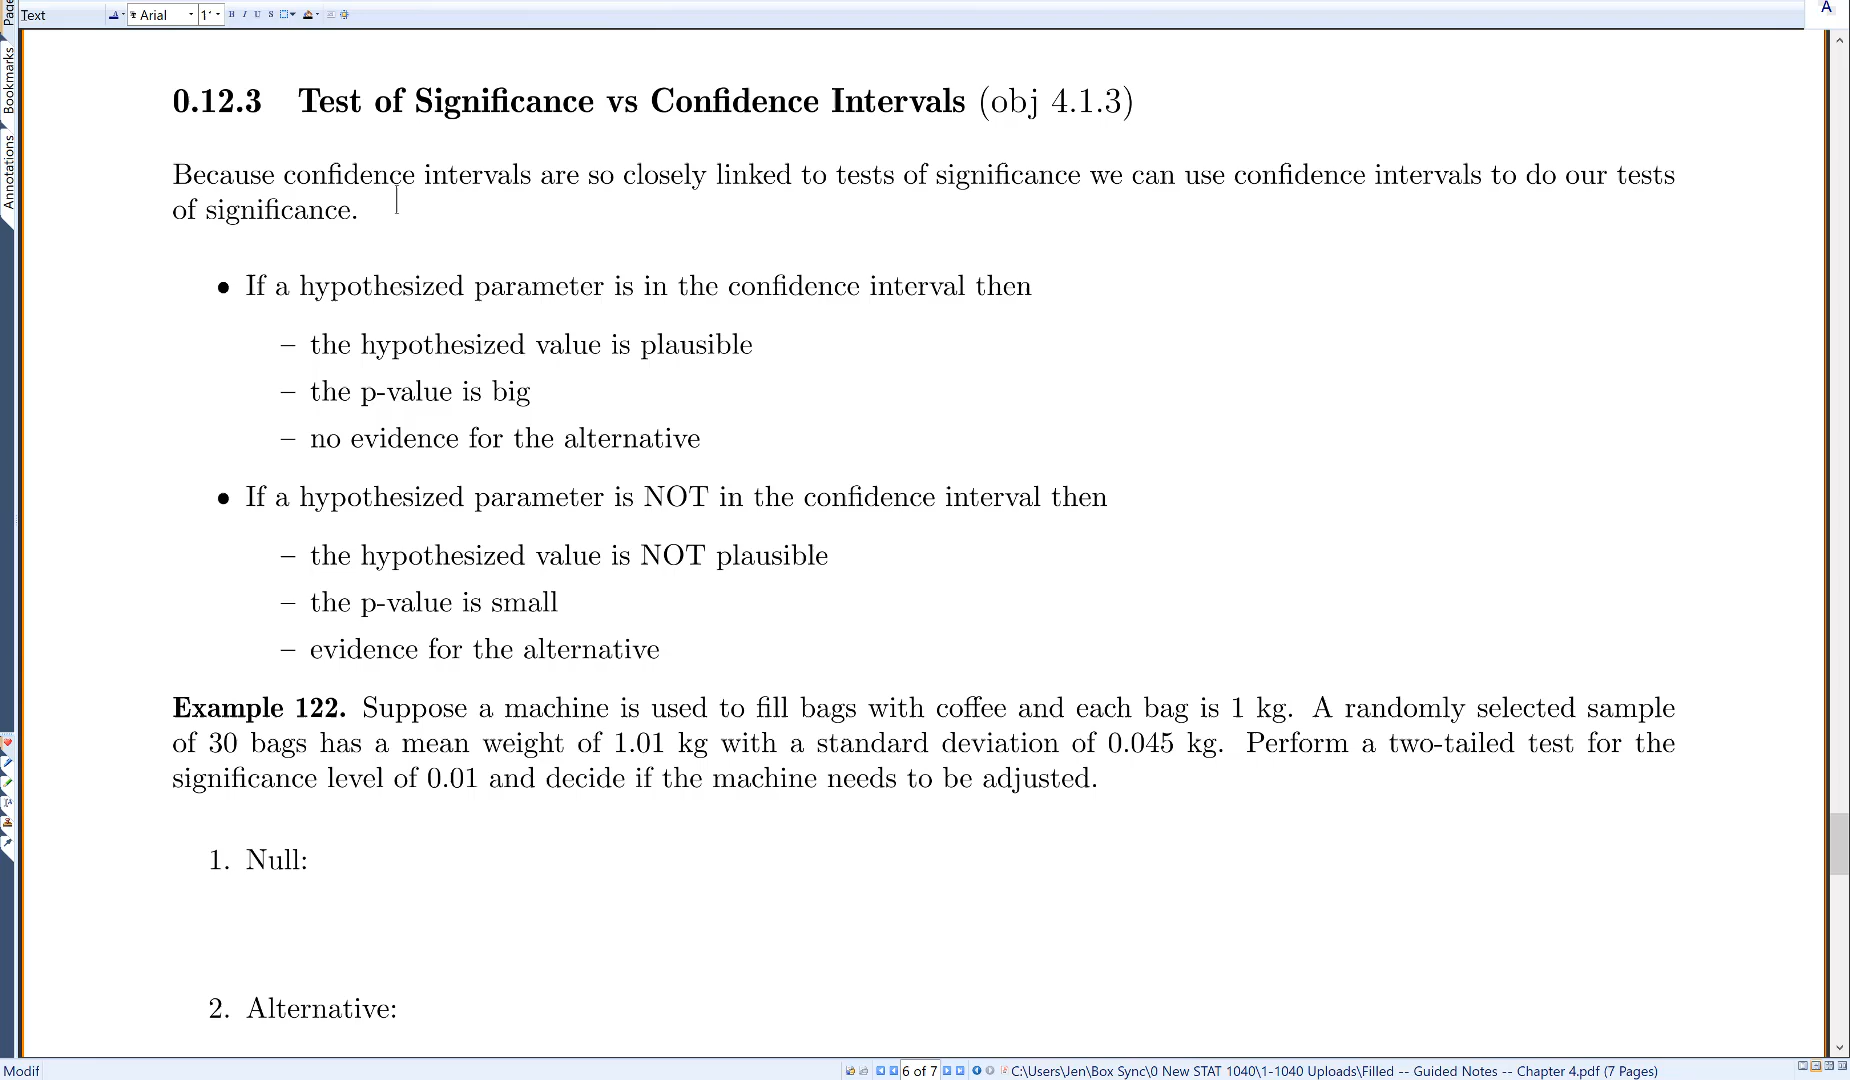 Text
Arial
B I U S
A
Page
Bookmarks
Annotations
0.12.3 Test of Significance vs Confidence Intervals (obj 4.1.3)
Because confidence intervals are so closely linked to tests of significance we can use confidence intervals to do our tests
of significance.
• If a hypothesized parameter is in the confidence interval then
– the hypothesized value is plausible
– the p-value is big
– no evidence for the alternative
• If a hypothesized parameter is NOT in the confidence interval then
– the hypothesized value is NOT plausible
– the p-value is small
– evidence for the alternative
Example 122. Suppose a machine is used to fill bags with coffee and each bag is 1 kg. A randomly selected sample
of 30 bags has a mean weight of 1.01 kg with a standard deviation of 0.045 kg. Perform a two-tailed test for the
significance level of 0.01 and decide if the machine needs to be adjusted.
1. Null:
2. Alternative:
Modif
6 of 7
C:\Users\Jen\Box Sync\0 New STAT 1040\1-1040 Uploads\Filled -- Guided Notes -- Chapter 4.pdf (7 Pages)